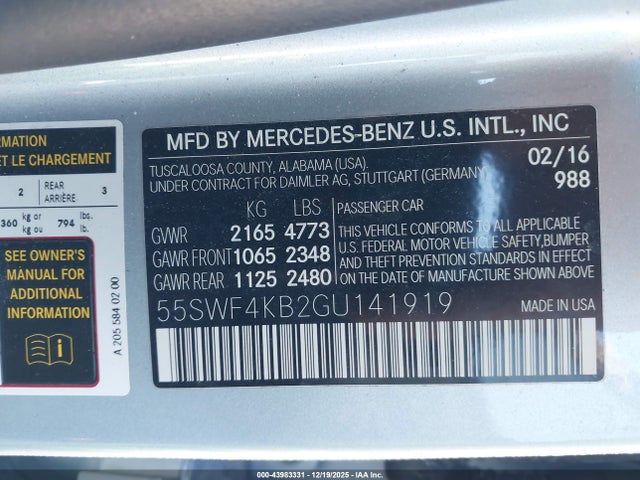 RMATION
ET LE CHARGEMENT
2 REAR ARRIÈRE 3
360 kg or kg ou 794 lbs. lb.
SEE OWNER'S
MANUAL FOR
ADDITIONAL
INFORMATION
A 205 584 02 00
MFD BY MERCEDES-BENZ U.S. INTL., INC
TUSCALOOSA COUNTY, ALABAMA (USA). 02/16
UNDER CONTRACT FOR DAIMLER AG, STUTTGART (GERMANY) 988
KG LBS PASSENGER CAR
GVWR 2165 4773
GAWR FRONT 1065 2348
GAWR REAR 1125 2480
THIS VEHICLE CONFORMS TO ALL APPLICABLE
U.S. FEDERAL MOTOR VEHICLE SAFETY, BUMPER
AND THEFT PREVENTION STANDARDS IN EFFECT
ON THE DATE OF MANUFACTURE SHOWN ABOVE.
55SWF4KB2GU141919 MADE IN USA
000-43983331 - 12/19/2025 - IAA Inc.